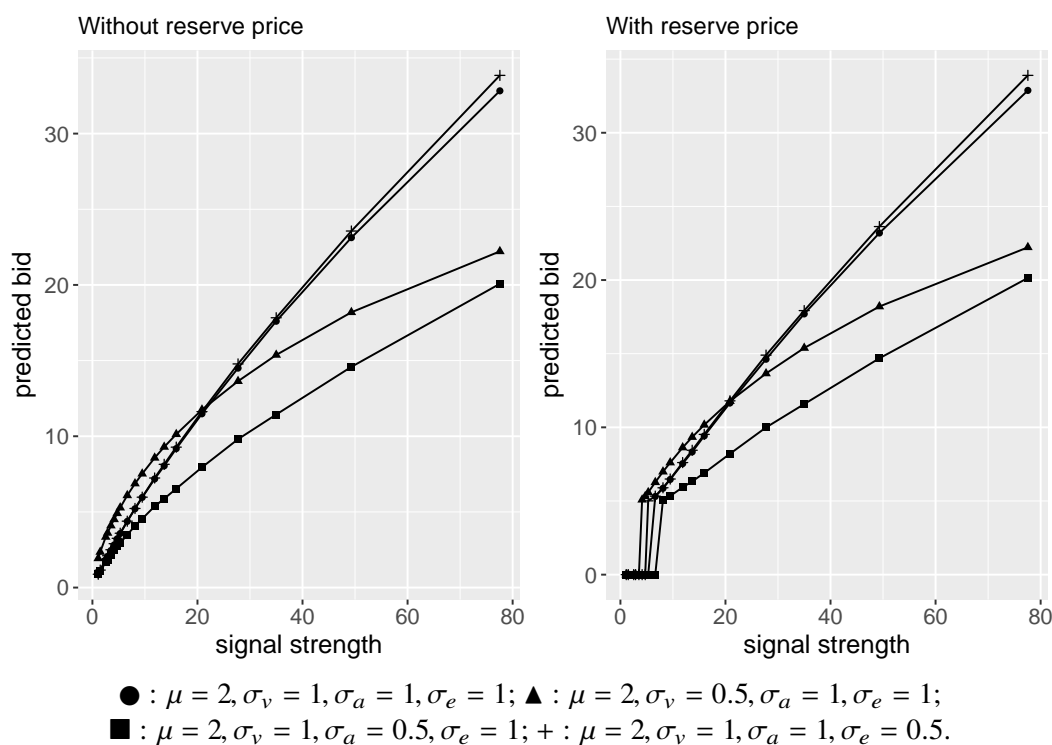 Without reserve price
With reserve price
predicted bid
30
20
10
0
0 20 40 60 80
signal strength
predicted bid
30
20
10
0
0 20 40 60 80
signal strength
● : μ = 2, σ_v = 1, σ_a = 1, σ_e = 1; ▲ : μ = 2, σ_v = 0.5, σ_a = 1, σ_e = 1;
■ : μ = 2, σ_v = 1, σ_a = 0.5, σ_e = 1; + : μ = 2, σ_v = 1, σ_a = 1, σ_e = 0.5.